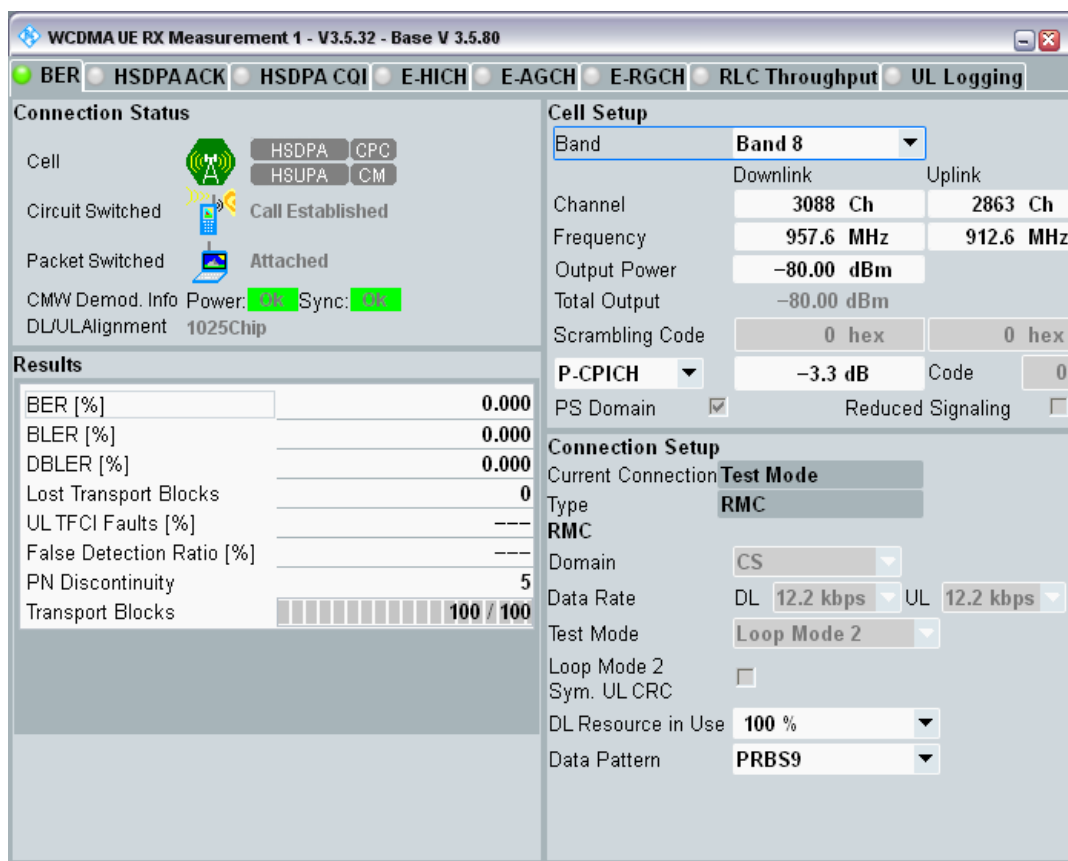 WCDMA UE RX Measurement 1 - V3.5.32 - Base V 3.5.80
BER HSDPA ACK HSDPA CQI E-HICH E-AGCH E-RGCH RLC Throughput UL Logging
Connection Status
Cell HSDPA CPC
HSUPA CM
Circuit Switched Call Established
Packet Switched Attached
CMW Demod. Info Power: Ok Sync: Ok
DL/ULAlignment 1025Chip
Results
BER [%] 0.000
BLER [%] 0.000
DBLER [%] 0.000
Lost Transport Blocks 0
UL TFCI Faults [%] ---
False Detection Ratio [%] ---
PN Discontinuity 5
Transport Blocks 100 / 100
Cell Setup
Band Band 8
Downlink Uplink
Channel 3088 Ch 2863 Ch
Frequency 957.6 MHz 912.6 MHz
Output Power −80.00 dBm
Total Output −80.00 dBm
Scrambling Code 0 hex 0 hex
P-CPICH −3.3 dB Code 0
PS Domain Reduced Signaling
Connection Setup
Current Connection Test Mode
Type RMC
RMC
Domain CS
Data Rate DL 12.2 kbps UL 12.2 kbps
Test Mode Loop Mode 2
Loop Mode 2
Sym. UL CRC
DL Resource in Use 100 %
Data Pattern PRBS9